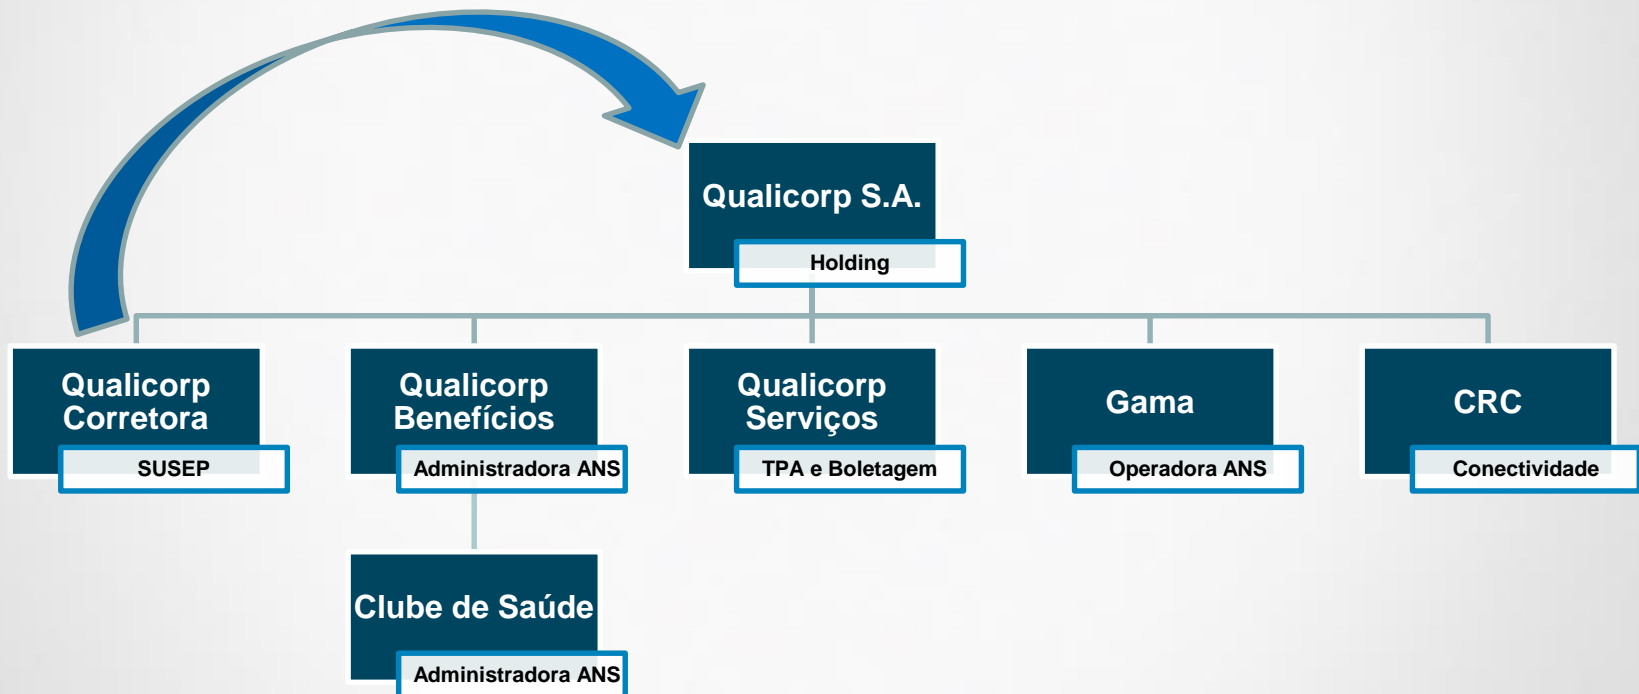 Qualicorp S.A.
Holding
Qualicorp
Corretora
SUSEP
Qualicorp
Benefícios
Administradora ANS
Qualicorp
Serviços
TPA e Boletagem
Gama
Operadora ANS
CRC
Conectividade
Clube de Saúde
Administradora ANS